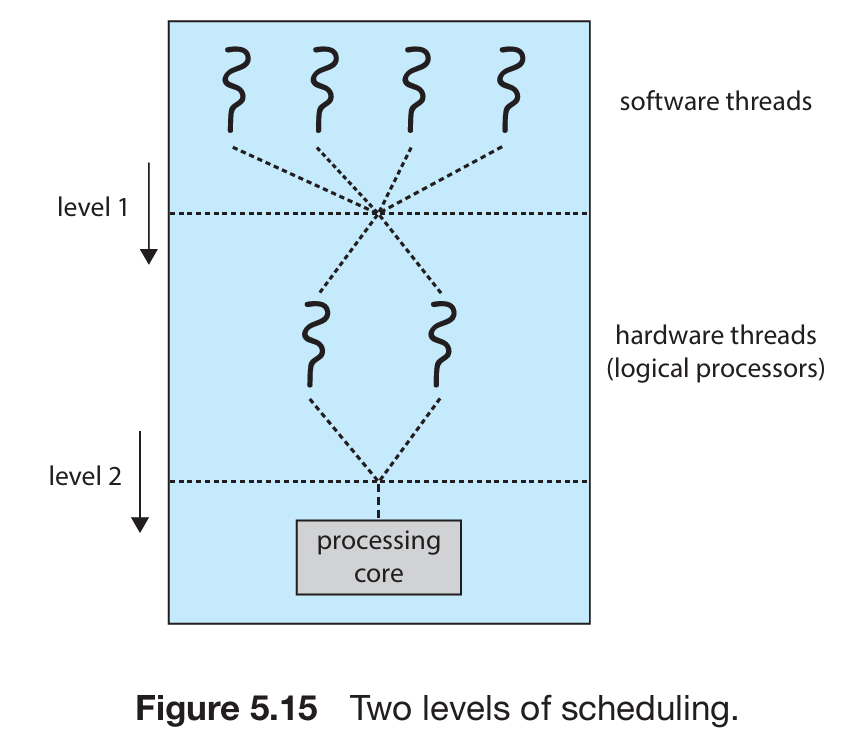 software threads
level 1
hardware threads
(logical processors)
level 2
processing
core
Figure 5.15 Two levels of scheduling.